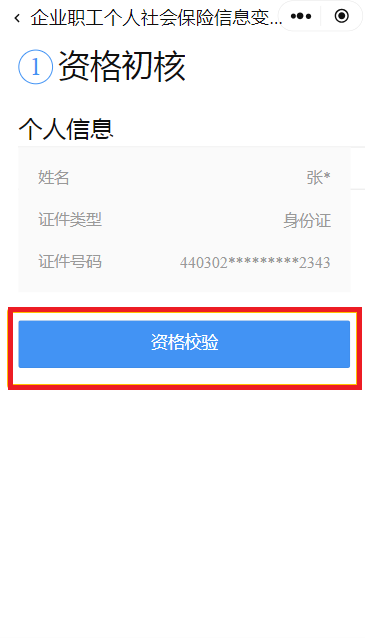 企业职工个人社会保险信息变...
1 资格初核
个人信息
姓名 张*
证件类型 身份证
证件号码 440302*********2343
资格校验